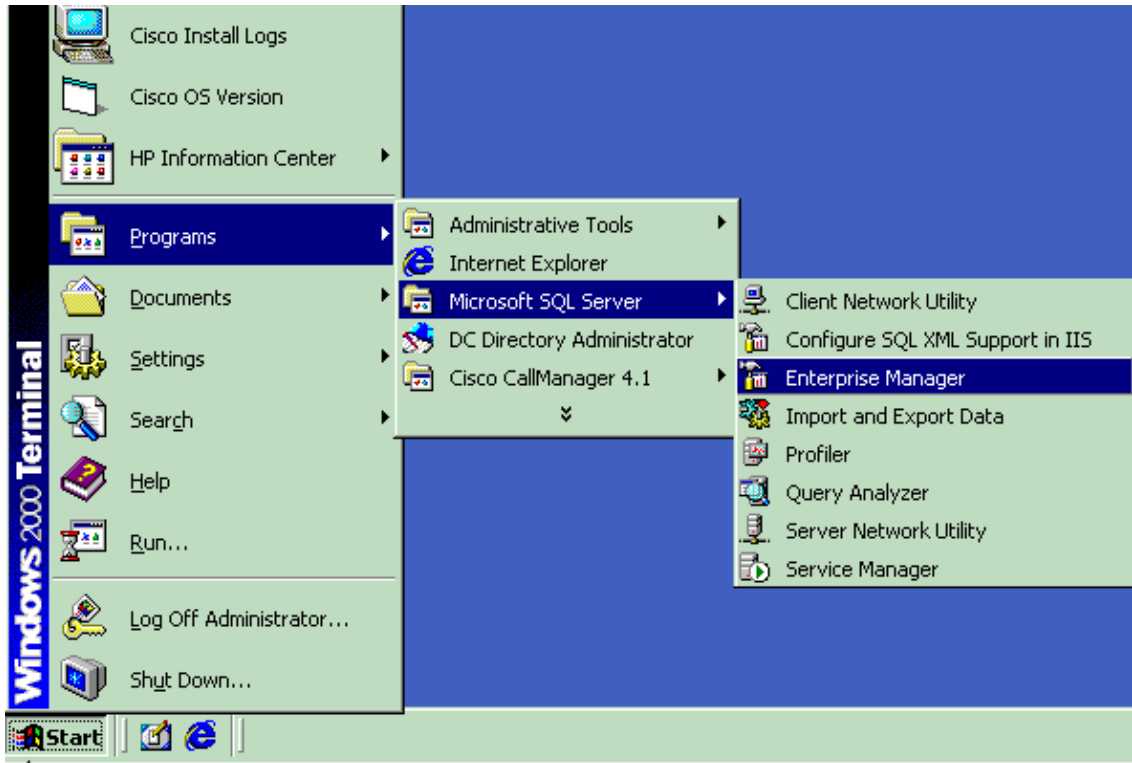 Cisco Install Logs
Cisco OS Version
HP Information Center
Programs
Documents
Settings
Search
Help
Run...
Log Off Administrator...
Shut Down...
Windows 2000 Terminal
Administrative Tools
Internet Explorer
Microsoft SQL Server
DC Directory Administrator
Cisco CallManager 4.1
Client Network Utility
Configure SQL XML Support in IIS
Enterprise Manager
Import and Export Data
Profiler
Query Analyzer
Server Network Utility
Service Manager
Start